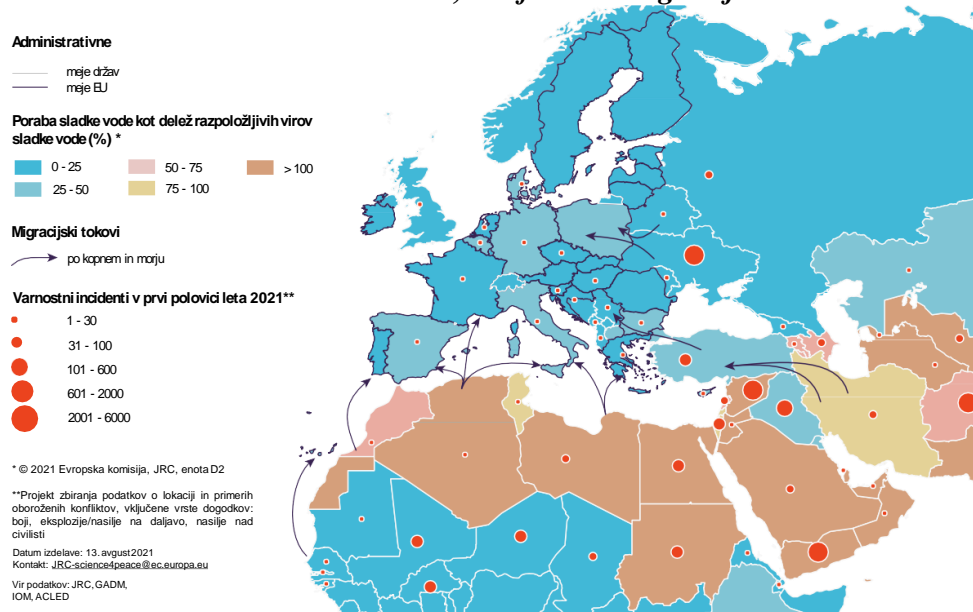 Administrativne
meje držav
meje EU
Poraba sladke vode kot delež razpoložljivih virov
sladke vode (%) *
0 - 25
50 - 75
> 100
25 - 50
75 - 100
Migracijski tokovi
po kopnem in morju
Varnostni incidenti v prvi polovici leta 2021**
1 - 30
31 - 100
101 - 600
601 - 2000
2001 - 6000
* © 2021 Evropska komisija, JRC, enota D2
**Projekt zbiranja podatkov o lokaciji in primerih
oboroženih konfliktov, vključene vrste dogodkov:
boji, eksplozije/nasilje na daljavo, nasilje nad
civilisti
Datum izdelave: 13. avgust 2021
Kontakt: JRC-science4peace@ec.europa.eu
Vir podatkov: JRC, GADM,
IOM, ACLED